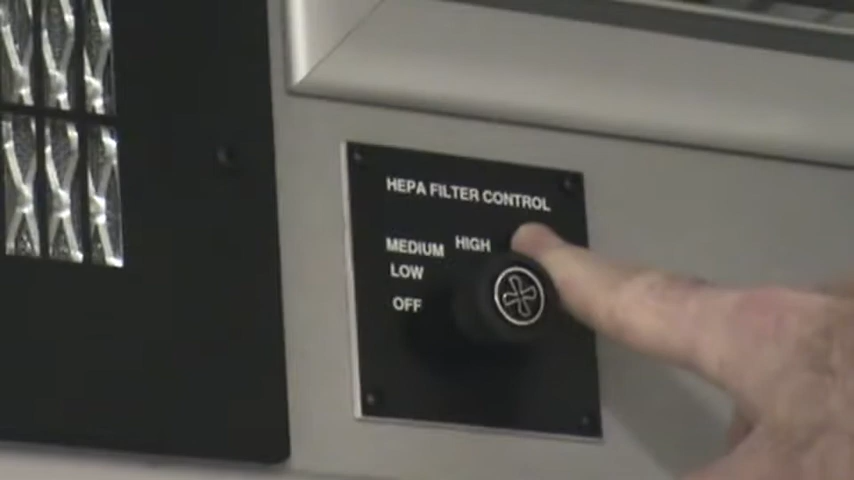 HEPA FILTER CONTROL
HIGH
MEDIUM
LOW
OFF